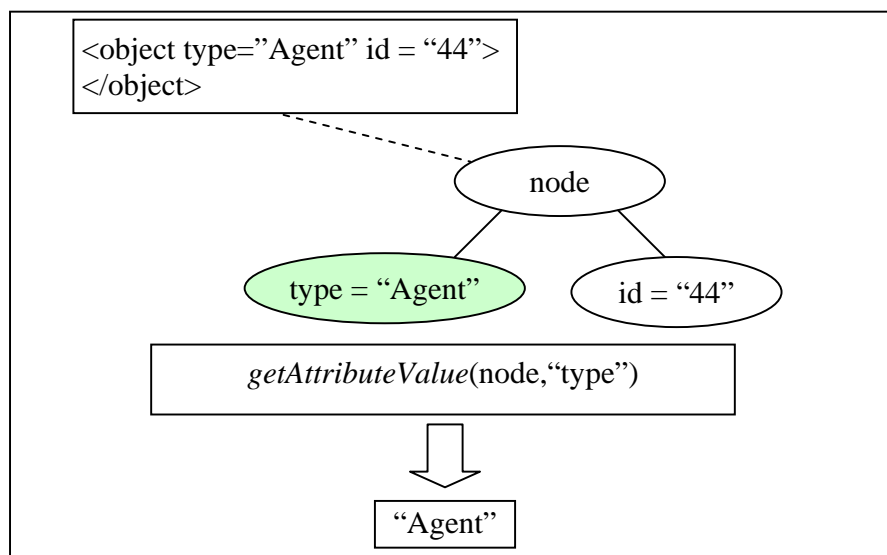 <object type=”Agent” id = “44”>
</object>
node
type = “Agent”
id = “44”
getAttributeValue(node,“type”)
“Agent”